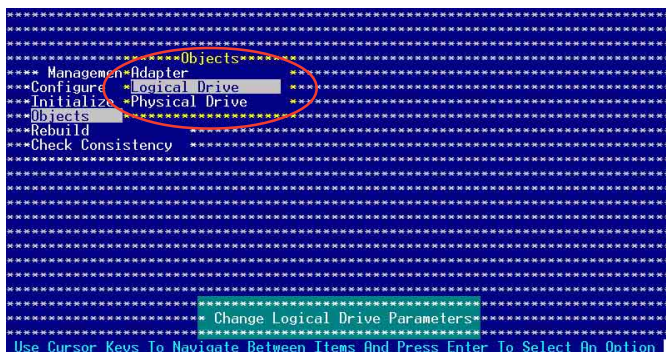 Objects
Managemen
Adapter
Configure
Logical Drive
Initialize
Physical Drive
Objects
Rebuild
Check Consistency
Change Logical Drive Parameters
Use Cursor Keys To Navigate Between Items And Press Enter To Select An Option